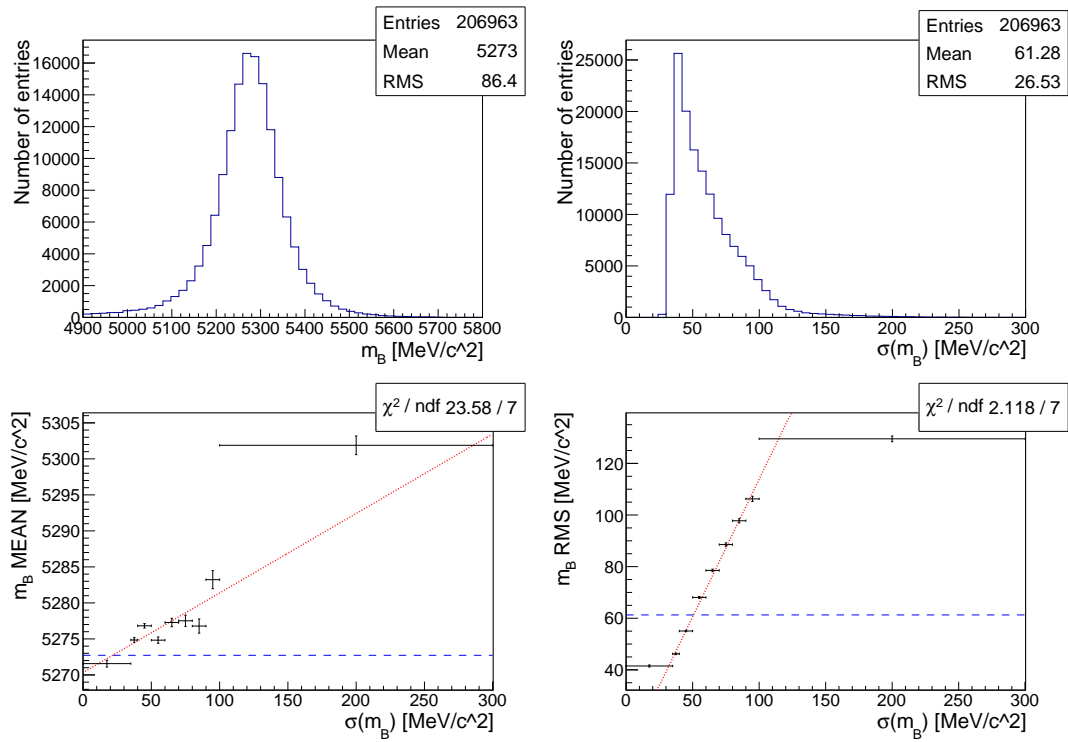 Entries 206963
Mean 5273
RMS 86.4
Number of entries
16000
14000
12000
10000
8000
6000
4000
2000
0
4900 5000 5100 5200 5300 5400 5500 5600 5700 5800
m_B [MeV/c^2]
Entries 206963
Mean 61.28
RMS 26.53
Number of entries
25000
20000
15000
10000
5000
0
0 50 100 150 200 250 300
σ(m_B) [MeV/c^2]
χ² / ndf 23.58 / 7
m_B MEAN [MeV/c^2]
5305
5300
5295
5290
5285
5280
5275
5270
0 50 100 150 200 250 300
σ(m_B) [MeV/c^2]
χ² / ndf 2.118 / 7
m_B RMS [MeV/c^2]
120
100
80
60
40
0 50 100 150 200 250 300
σ(m_B) [MeV/c^2]